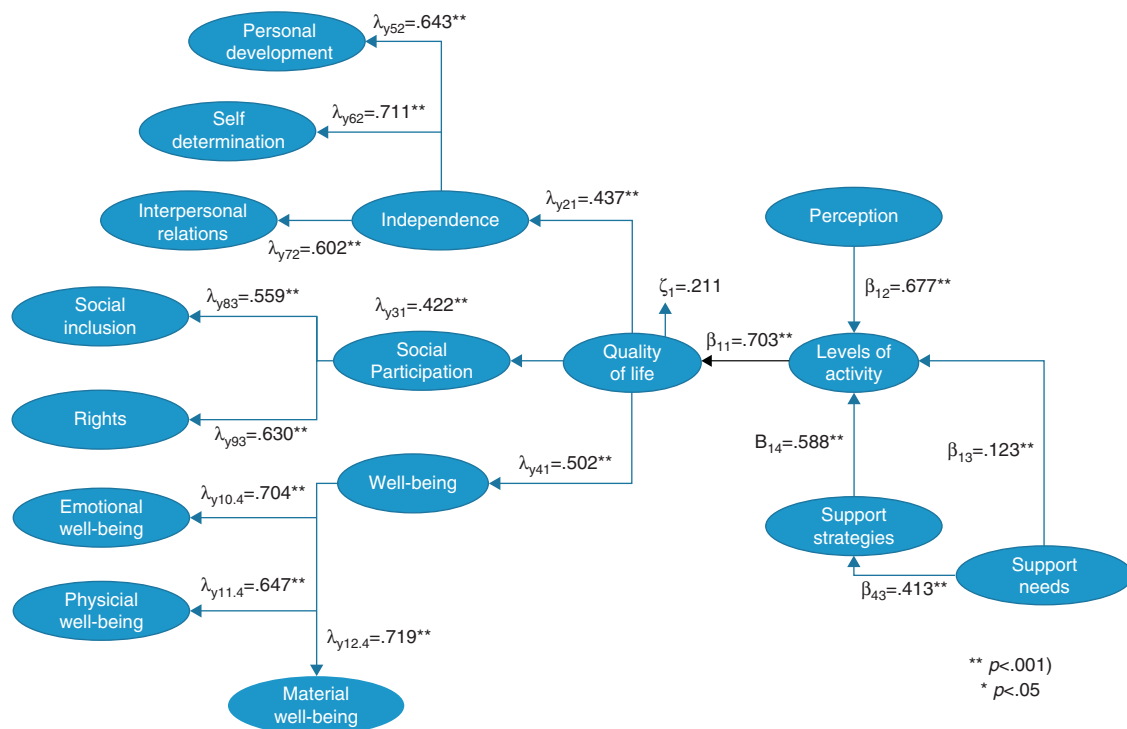 λy52=.643**
Personal
development
λy62=.711**
Self
determination
λy21=.437**
Interpersonal
relations
Independence
Perception
λy72=.602**
λy83=.559**
λy31=.422**
ζ1=.211
β12=.677**
Social
inclusion
β11=.703**
Social
Participation
Quality
of life
Levels of
activity
Rights
λy93=.630**
B14=.588**
β13=.123**
λy41=.502**
Well-being
λy10.4=.704**
Emotional
well-being
Support
strategies
Support
needs
λy11.4=.647**
β43=.413**
Physicial
well-being
λy12.4=.719**
Material
well-being
** p<.001)
* p<.05